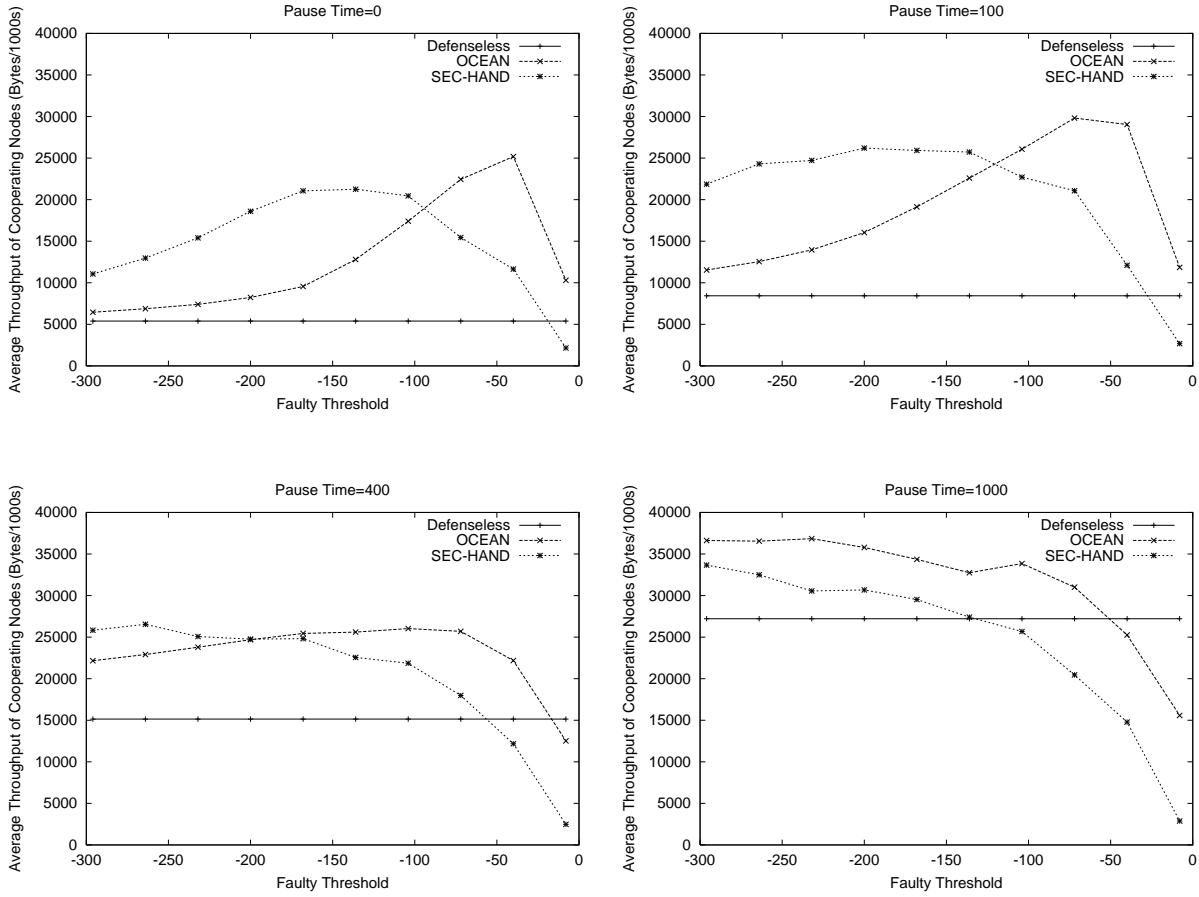 Pause Time=0
Average Throughput of Cooperating Nodes (Bytes/1000s)
40000
35000
30000
25000
20000
15000
10000
5000
0
Defenseless
OCEAN
SEC-HAND
-300 -250 -200 -150 -100 -50 0
Faulty Threshold
Pause Time=100
Average Throughput of Cooperating Nodes (Bytes/1000s)
40000
35000
30000
25000
20000
15000
10000
5000
0
Defenseless
OCEAN
SEC-HAND
-300 -250 -200 -150 -100 -50 0
Faulty Threshold
Pause Time=400
Average Throughput of Cooperating Nodes (Bytes/1000s)
40000
35000
30000
25000
20000
15000
10000
5000
0
Defenseless
OCEAN
SEC-HAND
-300 -250 -200 -150 -100 -50 0
Faulty Threshold
Pause Time=1000
Average Throughput of Cooperating Nodes (Bytes/1000s)
40000
35000
30000
25000
20000
15000
10000
5000
0
Defenseless
OCEAN
SEC-HAND
-300 -250 -200 -150 -100 -50 0
Faulty Threshold